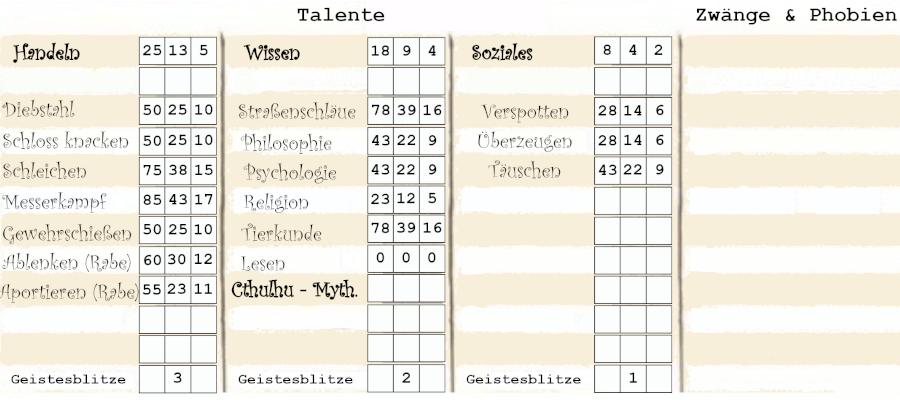 Talente Zwänge & Phobien
Handeln 25 13 5 Wissen 18 9 4 Soziales 8 4 2
Diebstahl 50 25 10 Straßenschläue 78 39 16 Verspotten 28 14 6
Schloss knacken 50 25 10 Philosophie 43 22 9 Überzeugen 28 14 6
Schleichen 75 38 15 Psychologie 43 22 9 Täuschen 43 22 9
Messerkampf 85 43 17 Religion 23 12 5
Gewehrschießen 50 25 10 Tierkunde 78 39 16
Ablenken (Rabe) 60 30 12 Lesen 0 0 0
Aportieren (Rabe) 55 23 11 Cthulhu - Myth.
Geistesblitze 3 Geistesblitze 2 Geistesblitze 1